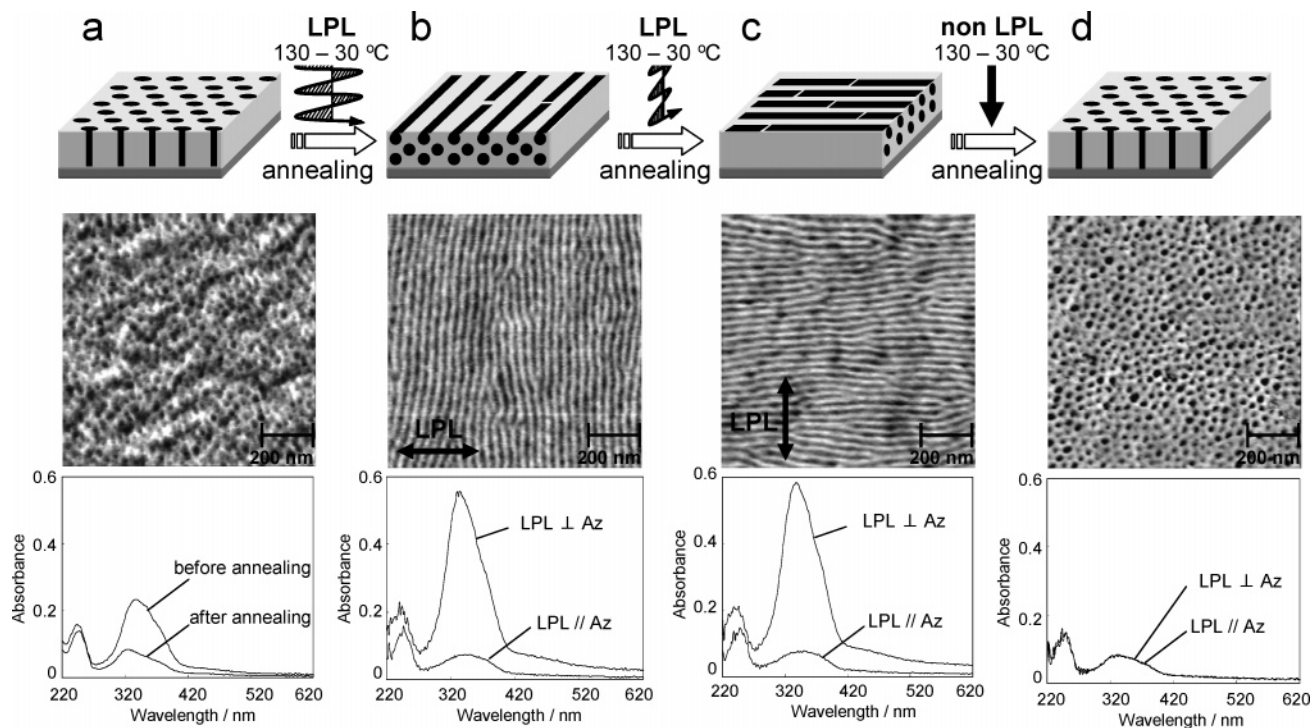 a
LPL
130 – 30 ºC
annealing
b
LPL
130 – 30 ºC
annealing
c
non LPL
130 – 30 ºC
annealing
d
200 nm
LPL
200 nm
LPL
200 nm
200 nm
0.6
0.4
0.2
0
Absorbance
before annealing
after annealing
220 320 420 520 620
Wavelength / nm
0.6
0.4
0.2
0
Absorbance
LPL ⊥ Az
LPL // Az
220 320 420 520 620
Wavelength / nm
0.6
0.4
0.2
0
Absorbance
LPL ⊥ Az
LPL // Az
220 320 420 520 620
Wavelength / nm
0.6
0.4
0.2
0
Absorbance
LPL ⊥ Az
LPL // Az
220 320 420 520 620
Wavelength / nm